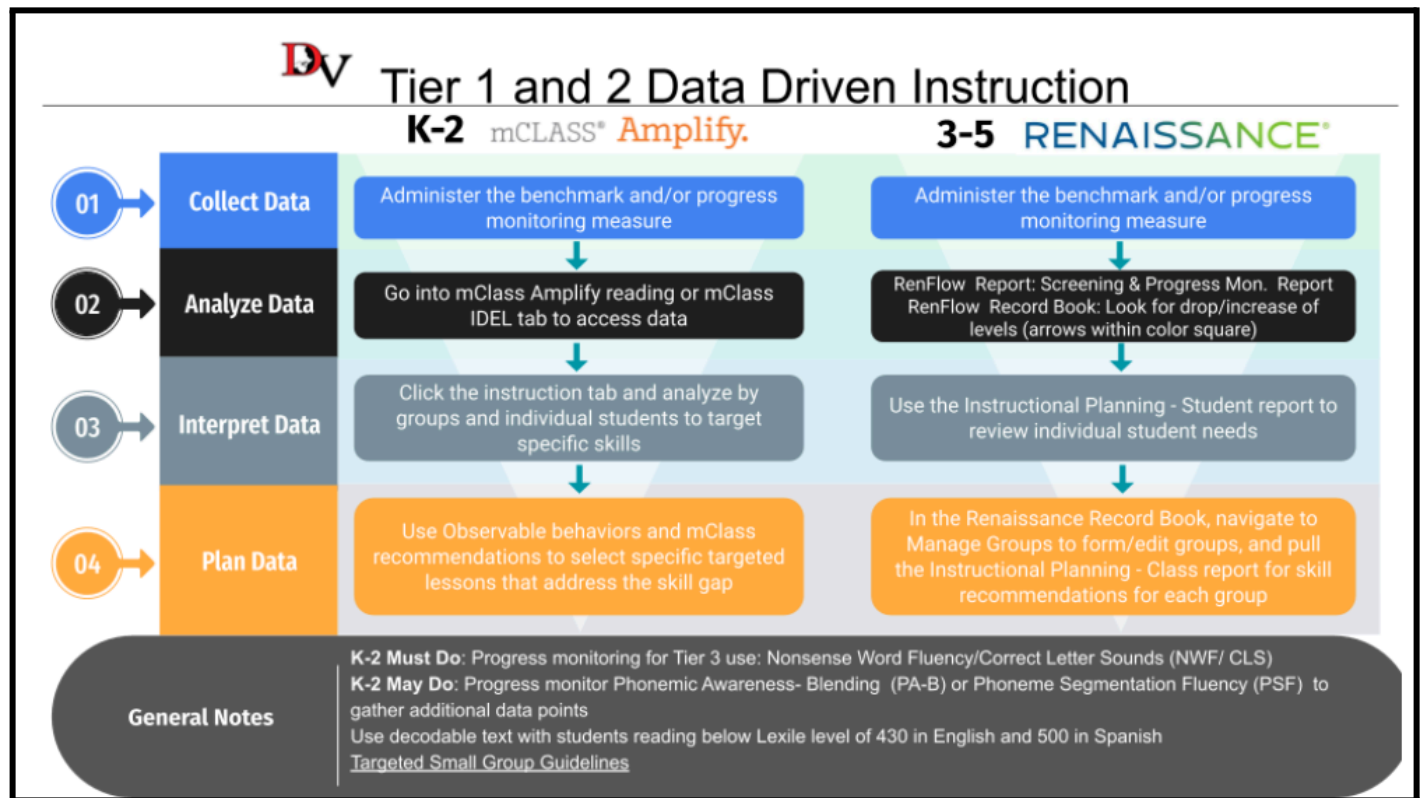 DV
Tier 1 and 2 Data Driven Instruction
K-2 mCLASS® Amplify.
3-5 RENAISSANCE®
01
Collect Data
Administer the benchmark and/or progress
monitoring measure
Administer the benchmark and/or progress
monitoring measure
02
Analyze Data
Go into mClass Amplify reading or mClass
IDEL tab to access data
RenFlow Report: Screening & Progress Mon. Report
RenFlow Record Book: Look for drop/increase of
levels (arrows within color square)
03
Interpret Data
Click the instruction tab and analyze by
groups and individual students to target
specific skills
Use the Instructional Planning - Student report to
review individual student needs
04
Plan Data
Use Observable behaviors and mClass
recommendations to select specific targeted
lessons that address the skill gap
In the Renaissance Record Book, navigate to
Manage Groups to form/edit groups, and pull
the Instructional Planning - Class report for skill
recommendations for each group
General Notes
K-2 Must Do: Progress monitoring for Tier 3 use: Nonsense Word Fluency/Correct Letter Sounds (NWF/ CLS)
K-2 May Do: Progress monitor Phonemic Awareness- Blending (PA-B) or Phoneme Segmentation Fluency (PSF) to
gather additional data points
Use decodable text with students reading below Lexile level of 430 in English and 500 in Spanish
Targeted Small Group Guidelines